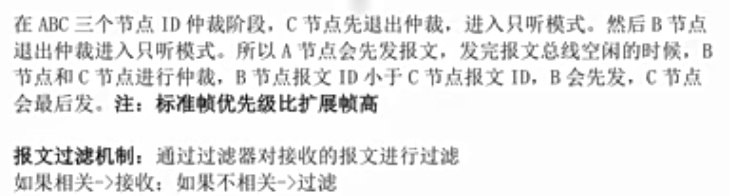 在 ABC 三个节点 ID 仲裁阶段，C 节点先退出仲裁，进入只听模式。然后 B 节点
退出仲裁进入只听模式。所以 A 节点会先发报文，发完报文总线空闲的时候，B
节点和 C 节点进行仲裁，B 节点报文 ID 小于 C 节点报文 ID，B 会先发，C 节点
会最后发。注：标准帧优先级比扩展帧高
报文过滤机制：通过过滤器对接收的报文进行过滤
如果相关->接收；如果不相关->过滤